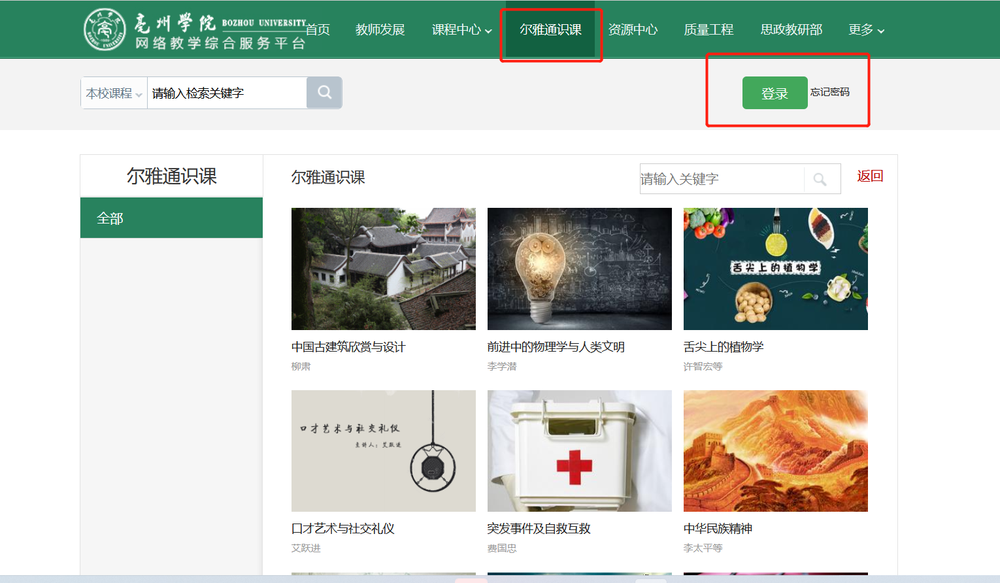 亳州學院 BOZHOU UNIVERSITY
网络教学综合服务平台
首页 教师发展 课程中心 尔雅通识课 资源中心 质量工程 思政教研部 更多
本校课程 请输入检索关键字
登录 忘记密码
尔雅通识课
全部
尔雅通识课
请输入关键字
返回
舌尖上的植物学
中国古建筑欣赏与设计
柳肃
前进中的物理学与人类文明
李学潜
舌尖上的植物学
许智宏等
口才艺术与社交礼仪
主讲人：艾跃进
口才艺术与社交礼仪
艾跃进
突发事件及自救互救
费国忠
中华民族精神
李太平等